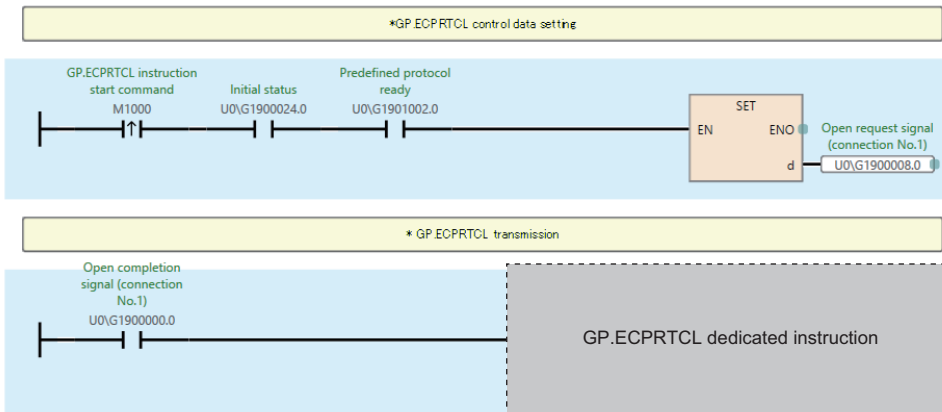 *GP.ECPRTCL control data setting
GP.ECPRTCL instruction
start command
M1000
Initial status
U0\G1900024.0
Predefined protocol
ready
U0\G1901002.0
SET
EN
ENO
d
Open request signal
(connection No.1)
U0\G1900008.0
* GP.ECPRTCL transmission
Open completion
signal (connection
No.1)
U0\G1900000.0
GP.ECPRTCL dedicated instruction